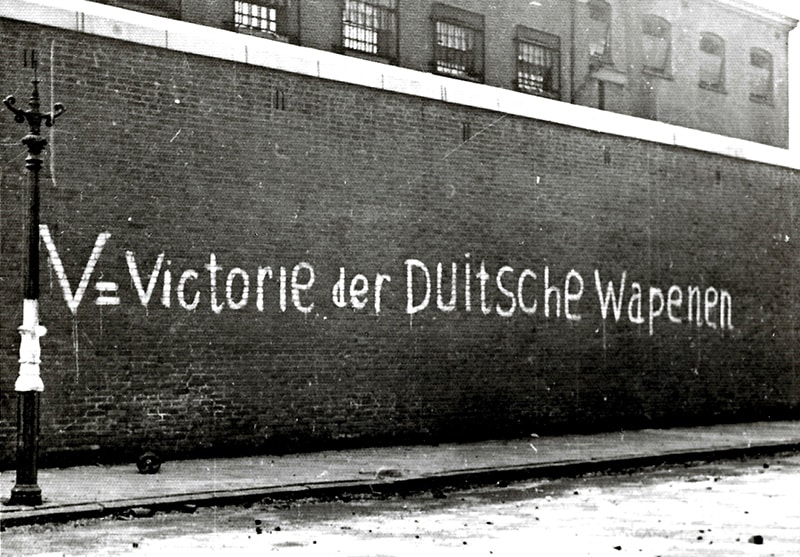 V = Victorie der Duitsche Wapenen